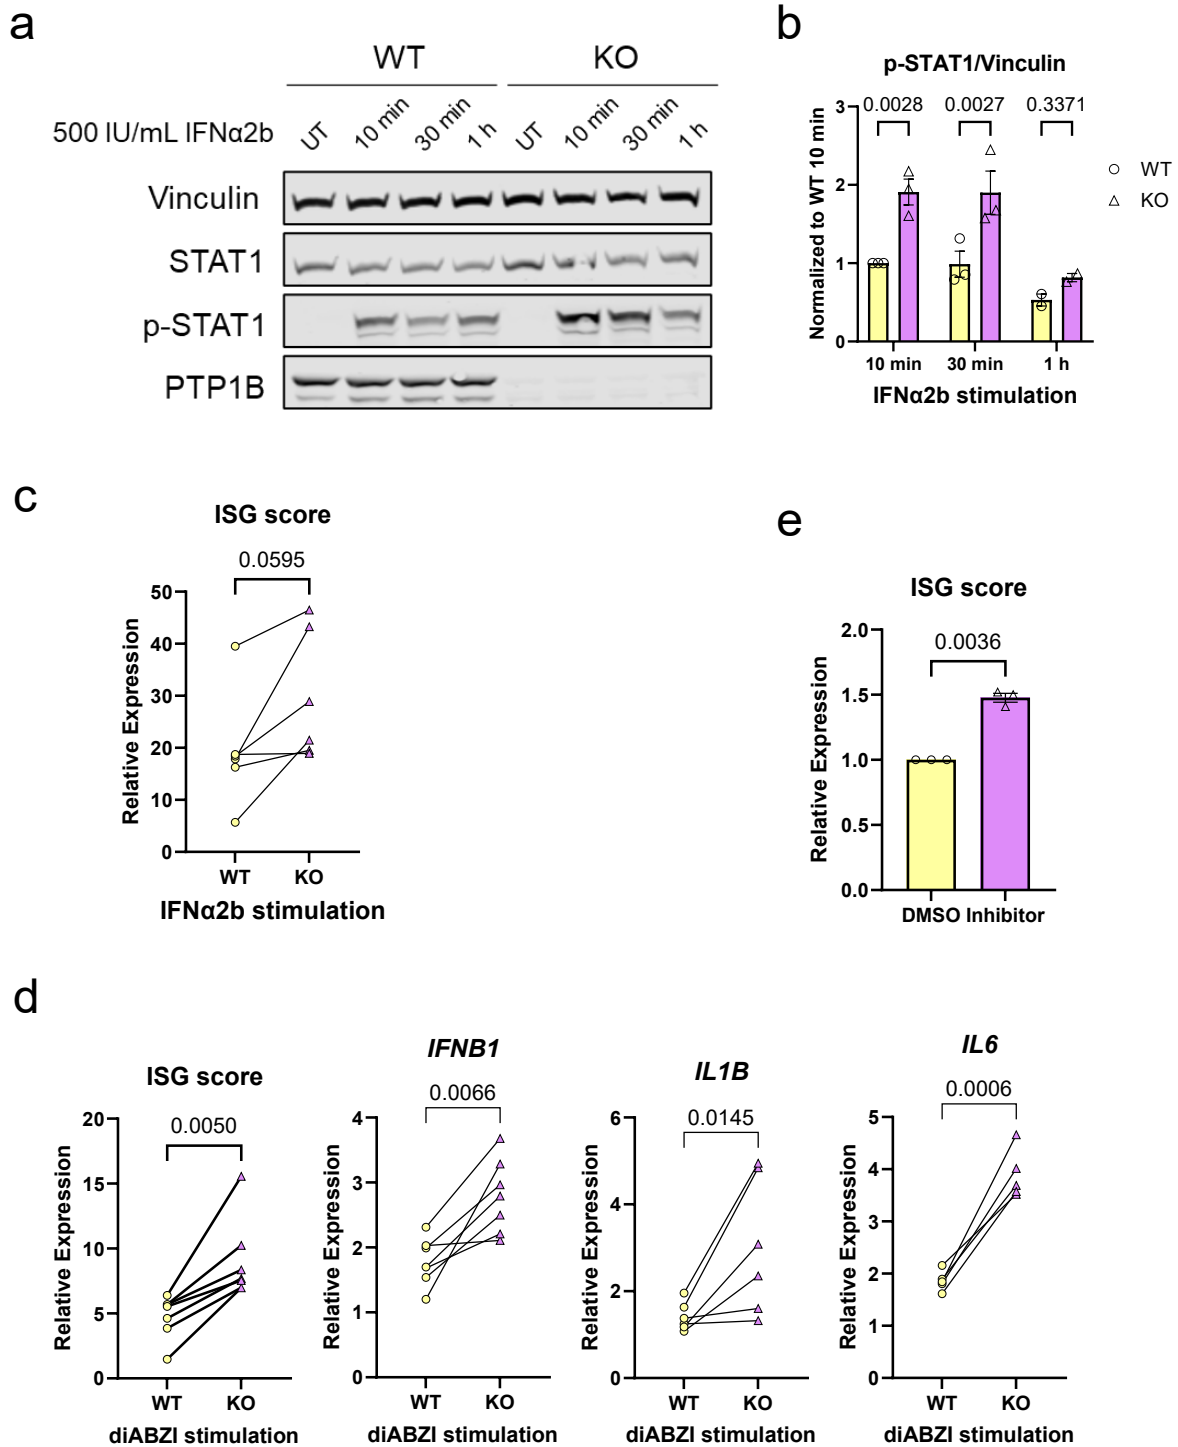 a
WT
KO
500 IU/mL IFNα2b
UT
10 min
30 min
1 h
UT
10 min
30 min
1 h
Vinculin
STAT1
p-STAT1
PTP1B
b
p-STAT1/Vinculin
0.0028
0.0027
0.3371
Normalized to WT 10 min
3
2
1
0
10 min
30 min
1 h
IFNα2b stimulation
WT
KO
c
ISG score
0.0595
Relative Expression
50
40
30
20
10
0
WT
KO
IFNα2b stimulation
e
ISG score
0.0036
Relative Expression
2.0
1.5
1.0
0.5
0.0
DMSO Inhibitor
d
ISG score
0.0050
Relative Expression
20
15
10
5
0
WT
KO
diABZI stimulation
IFNB1
0.0066
Relative Expression
4
3
2
1
0
WT
KO
diABZI stimulation
IL1B
0.0145
Relative Expression
6
4
2
0
WT
KO
diABZI stimulation
IL6
0.0006
Relative Expression
5
4
3
2
1
0
WT
KO
diABZI stimulation